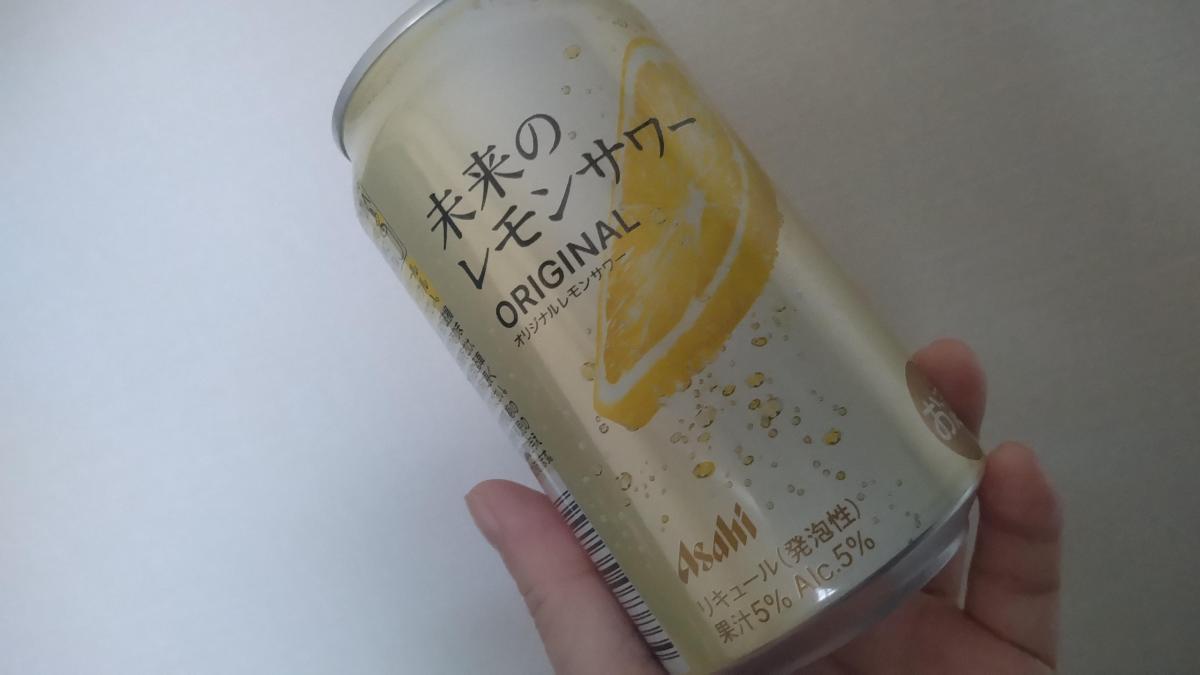 未来の
レモンサワー
ORIGINAL
オリジナルレモンサワー
Asahi
リキュール(発泡性)
果汁5% Alc.5%
お